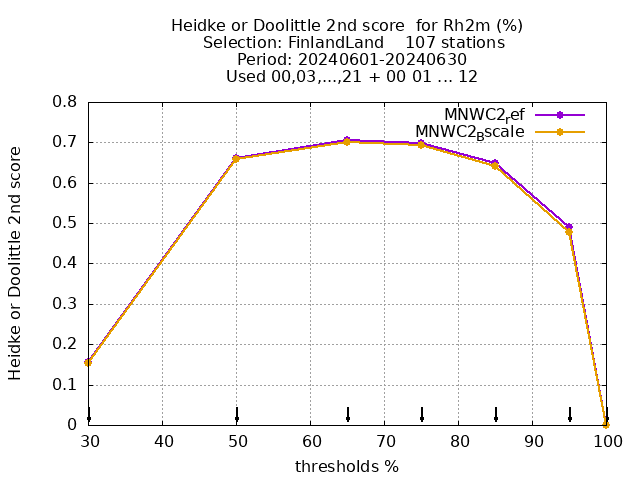 Heidke or Doolittle 2nd score  for Rh2m (%)
Selection: FinlandLand    107 stations
Period: 20240601-20240630
Used 00,03,...,21 + 00 01 ... 12
MNWC2ref
MNWC2Bscale
Heidke or Doolittle 2nd score
0.8
0.7
0.6
0.5
0.4
0.3
0.2
0.1
0
30 40 50 60 70 80 90 100
thresholds %